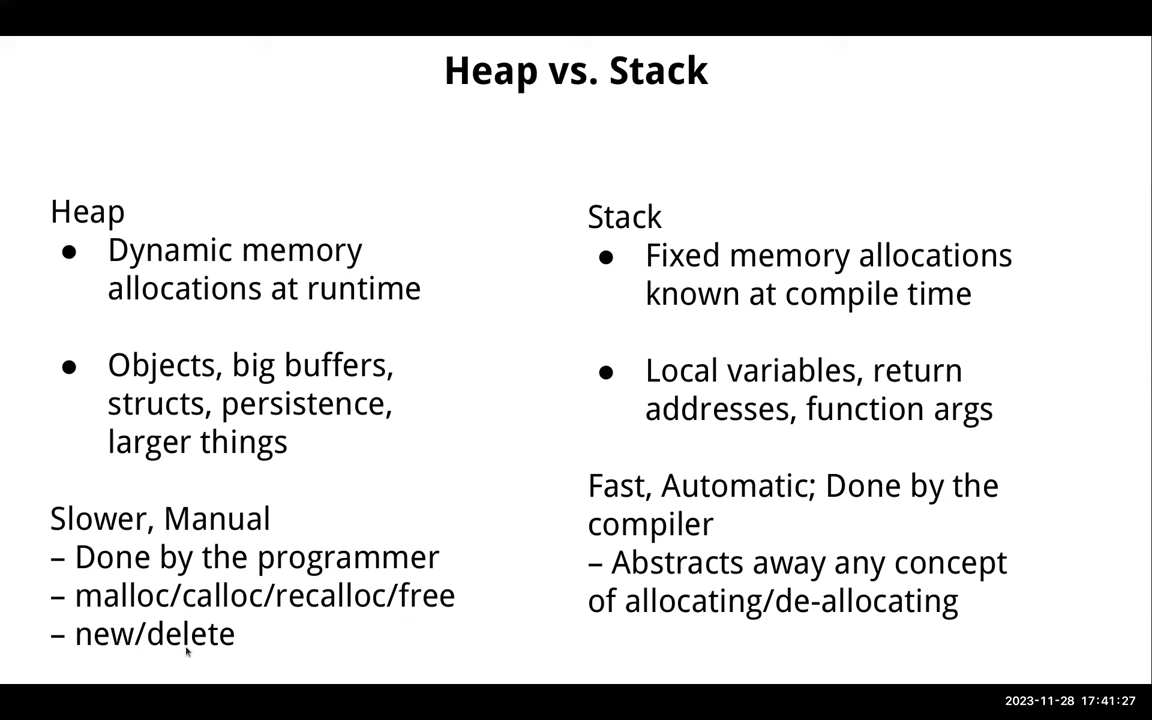 Heap vs. Stack
Heap
● Dynamic memory
allocations at runtime
● Objects, big buffers,
structs, persistence,
larger things
Slower, Manual
– Done by the programmer
– malloc/calloc/recalloc/free
– new/delete
Stack
● Fixed memory allocations
known at compile time
● Local variables, return
addresses, function args
Fast, Automatic; Done by the
compiler
– Abstracts away any concept
of allocating/de-allocating
2023-11-28 17:41:27